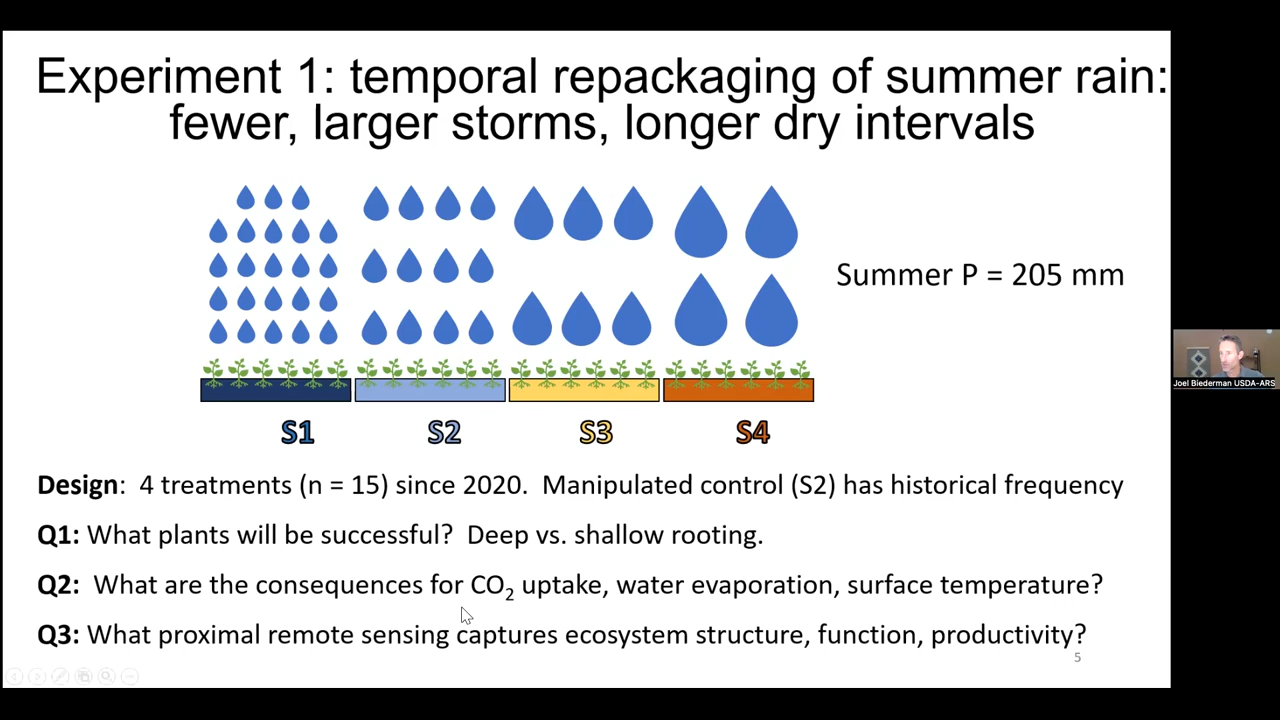 Experiment 1: temporal repackaging of summer rain:
fewer, larger storms, longer dry intervals
Summer P = 205 mm
S1 S2 S3 S4
Design: 4 treatments (n = 15) since 2020. Manipulated control (S2) has historical frequency
Q1: What plants will be successful? Deep vs. shallow rooting.
Q2: What are the consequences for CO₂ uptake, water evaporation, surface temperature?
Q3: What proximal remote sensing captures ecosystem structure, function, productivity?
5
Joel Biederman USDA-ARS